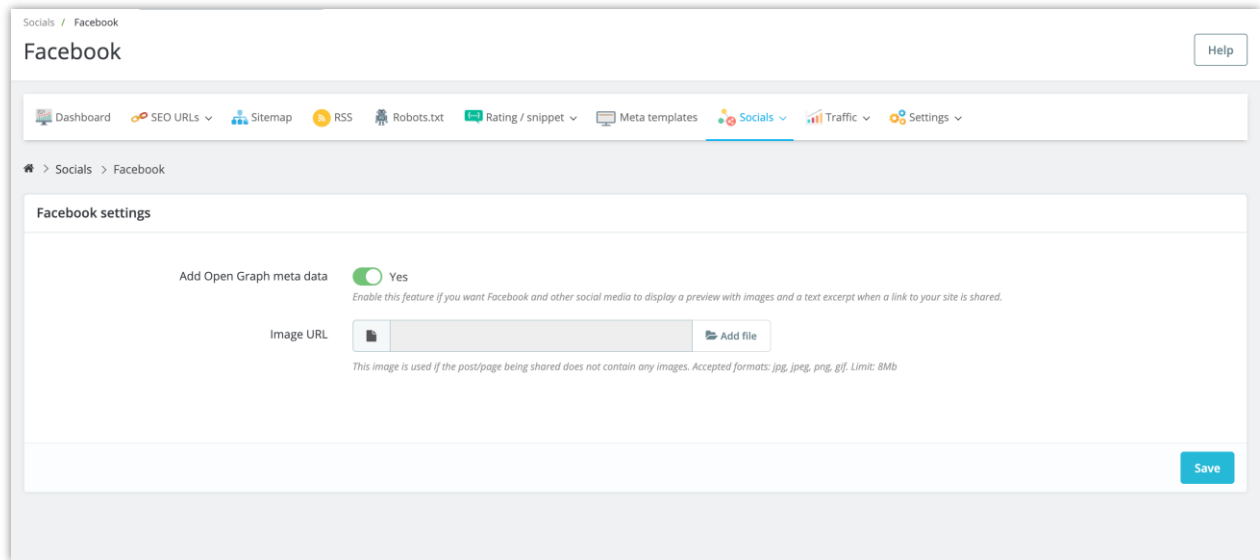 Socials / Facebook
Facebook
Help
Dashboard SEO URLs Sitemap RSS Robots.txt Rating / snippet Meta templates Socials Traffic Settings
> Socials > Facebook
Facebook settings
Add Open Graph meta data Yes
Enable this feature if you want Facebook and other social media to display a preview with images and a text excerpt when a link to your site is shared.
Image URL Add file
This image is used if the post/page being shared does not contain any images. Accepted formats: jpg, jpeg, png, gif. Limit: 8Mb
Save